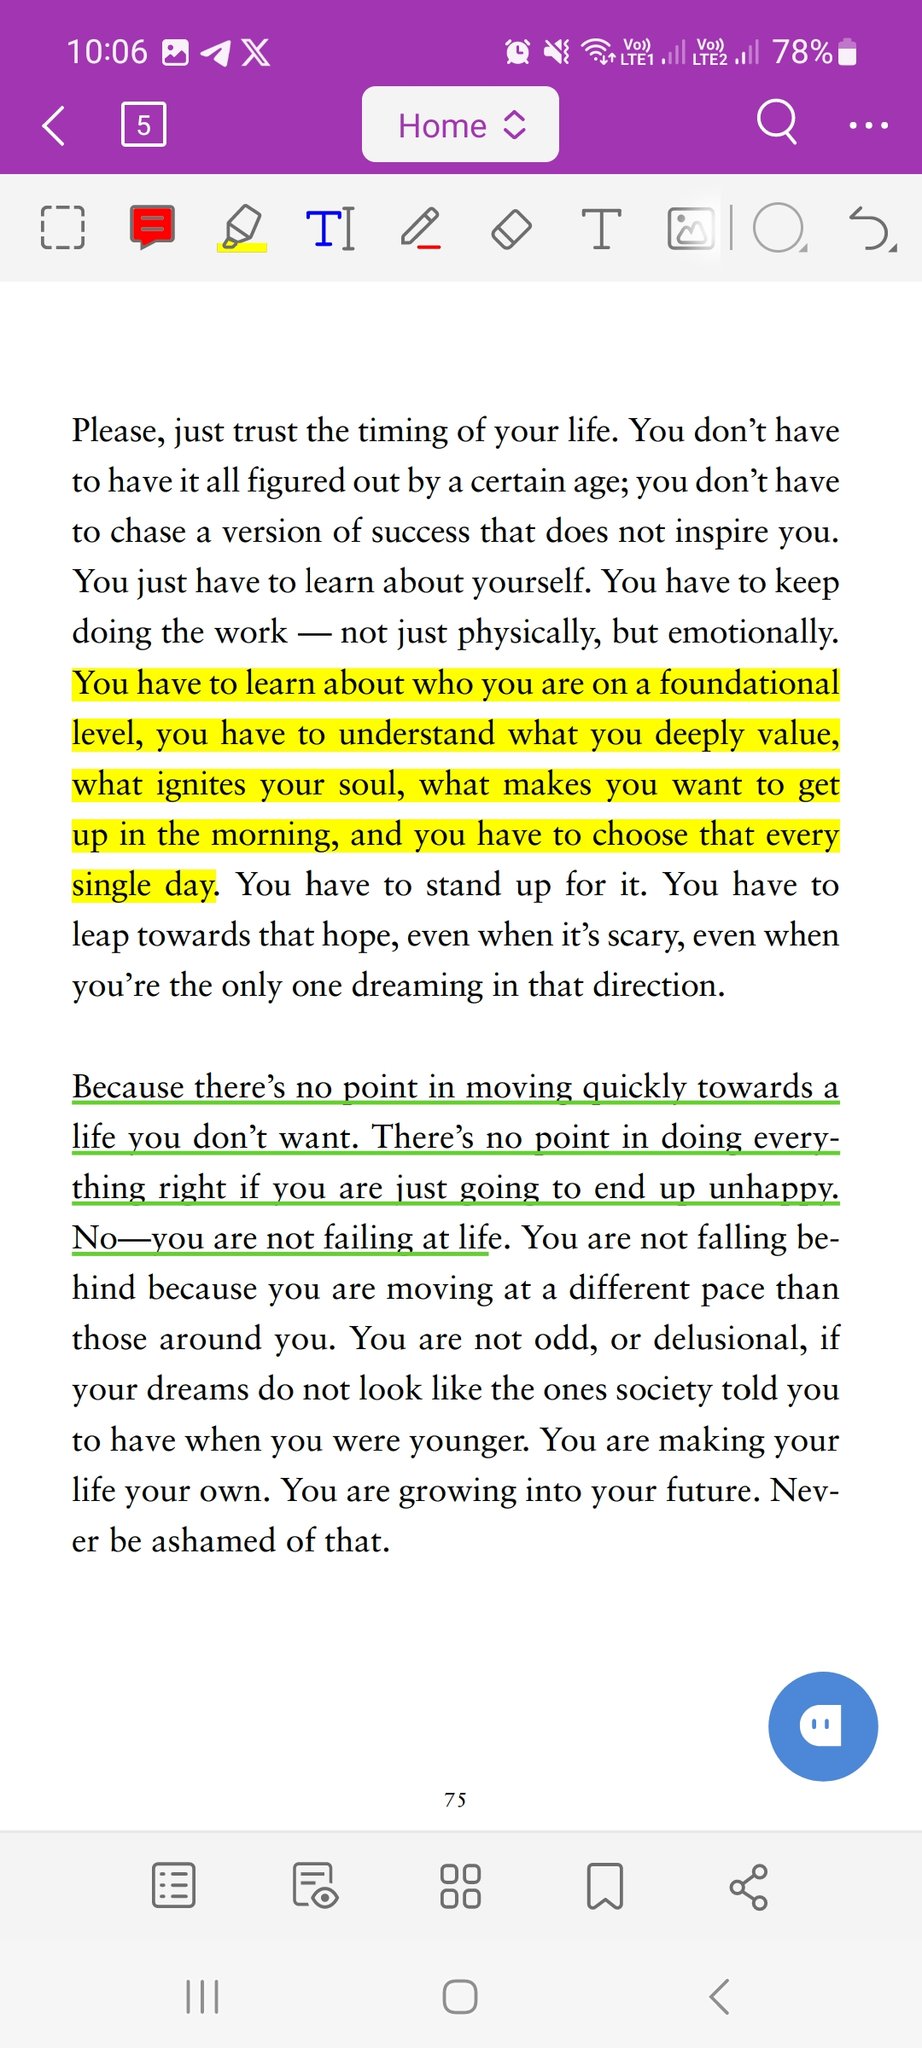 10:06
Vo))
LTE1
Vo))
LTE2
78%
5
Home
T
T
Please, just trust the timing of your life. You don’t have
to have it all figured out by a certain age; you don’t have
to chase a version of success that does not inspire you.
You just have to learn about yourself. You have to keep
doing the work — not just physically, but emotionally.
You have to learn about who you are on a foundational
level, you have to understand what you deeply value,
what ignites your soul, what makes you want to get
up in the morning, and you have to choose that every
single day. You have to stand up for it. You have to
leap towards that hope, even when it’s scary, even when
you’re the only one dreaming in that direction.
Because there’s no point in moving quickly towards a
life you don’t want. There’s no point in doing every-
thing right if you are just going to end up unhappy.
No—you are not failing at life. You are not falling be-
hind because you are moving at a different pace than
those around you. You are not odd, or delusional, if
your dreams do not look like the ones society told you
to have when you were younger. You are making your
life your own. You are growing into your future. Nev-
er be ashamed of that.
75